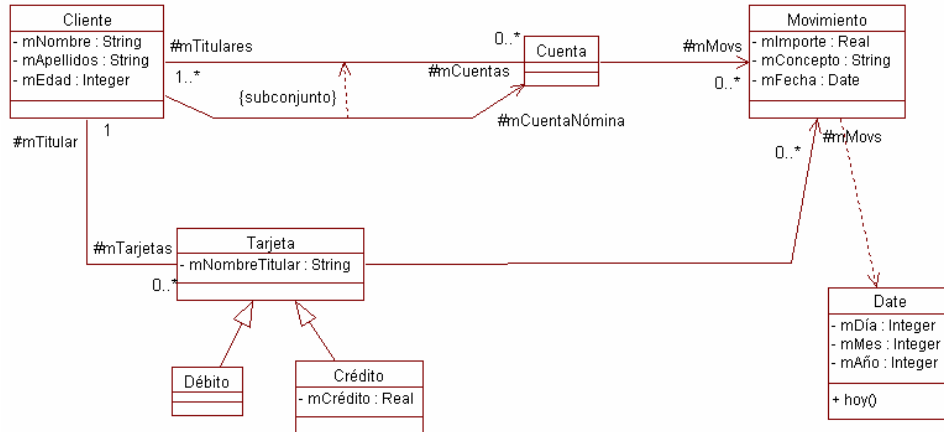 Cliente
- mNombre : String
- mApellidos : String
- mEdad : Integer
#mTitulares
1..*
0..*
#mCuentas
Cuenta
#mMovs
0..*
Movimiento
- mImporte : Real
- mConcepto : String
- mFecha : Date
{subconjunto}
#mCuentaNómina
1
#mTitular
0..*
#mMovs
#mTarjetas
0..*
Tarjeta
- mNombreTitular : String
Date
- mDía : Integer
- mMes : Integer
- mAño : Integer
+ hoy()
Débito
Crédito
- mCrédito : Real